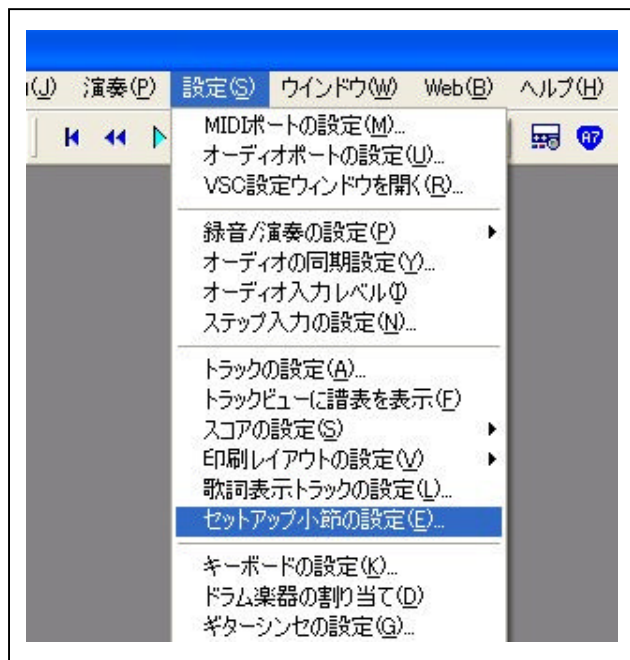 (J) 演奏(P) 設定(S) ウインドウ(W) Web(B) ヘルプ(H)
MIDIポートの設定(M)...
オーディオポートの設定(U)...
VSC設定ウィンドウを開く(R)...
A7
録音/演奏の設定(P)
オーディオの同期設定(Y)...
オーディオ入力レベル(I)
ステップ入力の設定(N)...
トラックの設定(A)...
トラックビューに譜表を表示(F)
スコアの設定(S)
印刷レイアウトの設定(V)
歌詞表示トラックの設定(L)...
セットアップ小節の設定(E)...
キーボードの設定(K)...
ドラム楽器の割り当て(D)
ギターシンセの設定(G)...